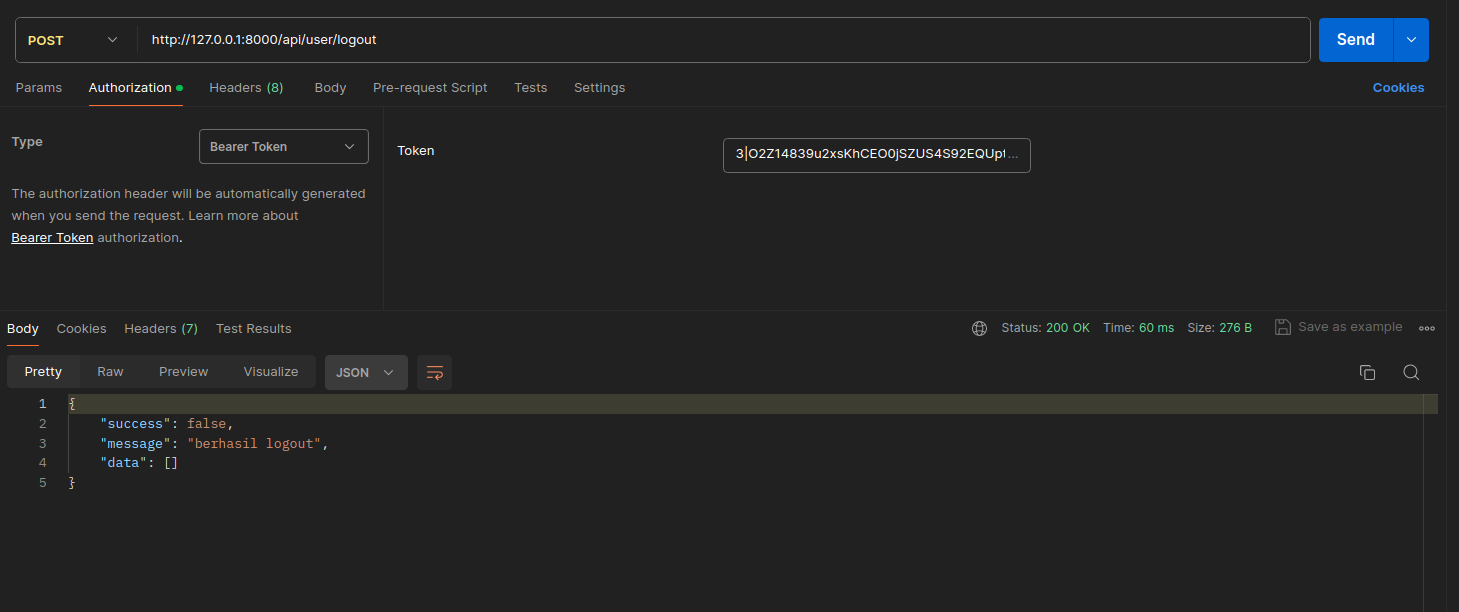 POST http://127.0.0.1:8000/api/user/logout Send
Params Authorization Headers (8) Body Pre-request Script Tests Settings Cookies
Type Bearer Token
Token 3|O2Z14839u2xsKhCEO0jSZUS4S92EQUpt...
The authorization header will be automatically generated
when you send the request. Learn more about
Bearer Token authorization.
Body Cookies Headers (7) Test Results Status: 200 OK Time: 60 ms Size: 276 B Save as example
Pretty Raw Preview Visualize JSON
1 {
2 "success": false,
3 "message": "berhasil logout",
4 "data": []
5 }